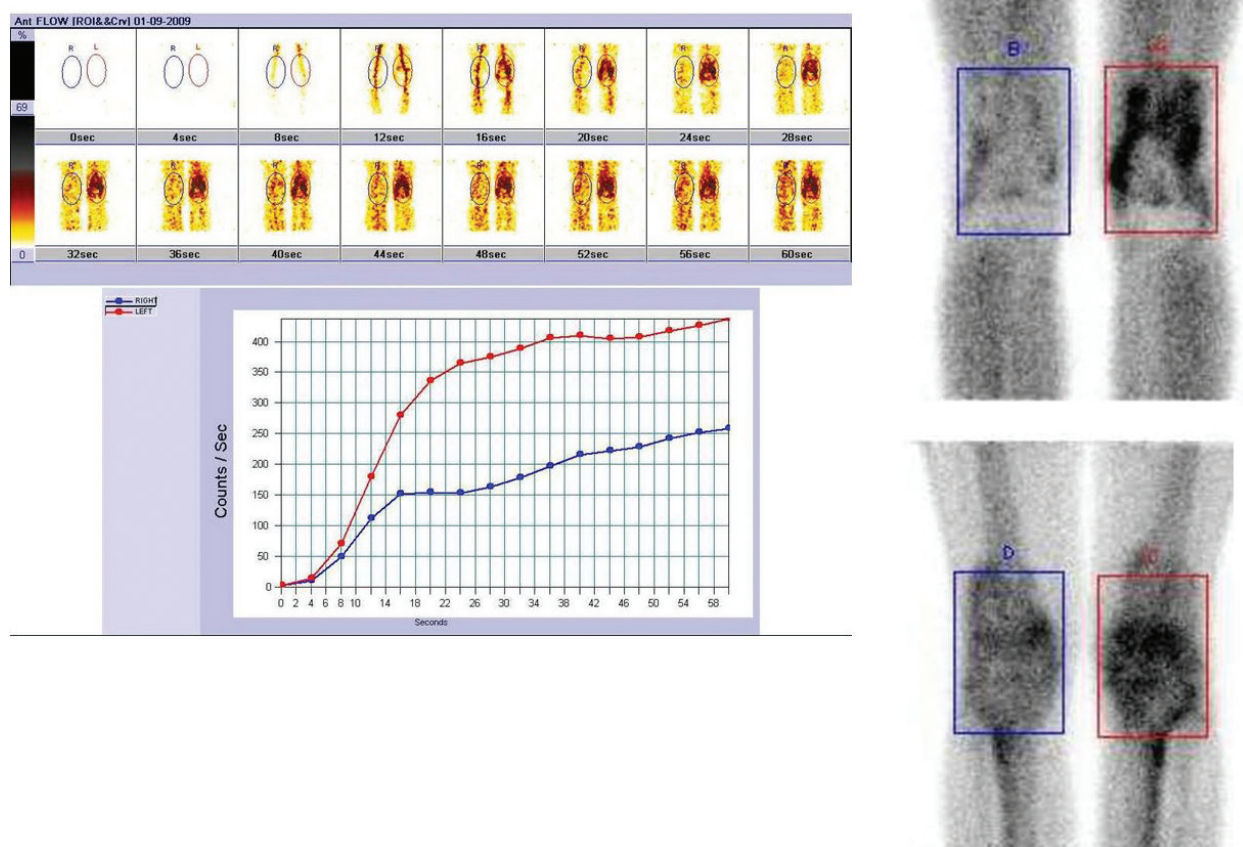 Ant FLOW [ROI&&Crv] 01-09-2009
%
69
0
R L
R L
R L
R L
R L
R L
R L
R L
0sec 4sec 8sec 12sec 16sec 20sec 24sec 28sec
32sec 36sec 40sec 44sec 48sec 52sec 56sec 60sec
RIGHT
LEFT
Counts / Sec
400
350
300
250
200
150
100
50
0
0 2 4 6 8 10 14 18 22 26 30 34 38 42 46 50 54 58
Seconds
B
D